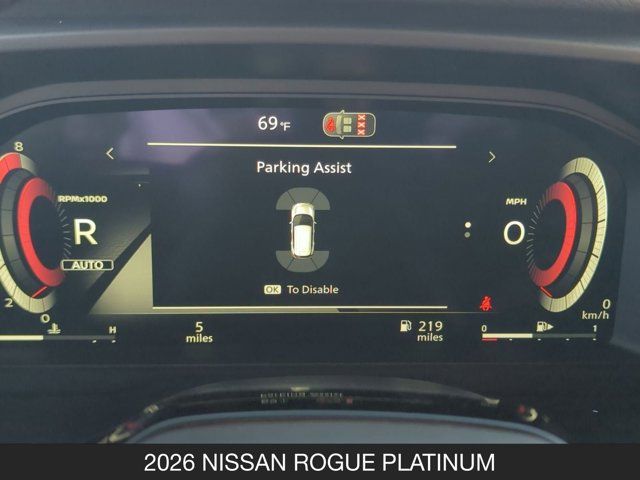 69 °F
8
Parking Assist
RPMx1000
MPH
R
0
AUTO
OK To Disable
2
0
0
km/h
H
5
miles
219
miles
0
1
2026 NISSAN ROGUE PLATINUM